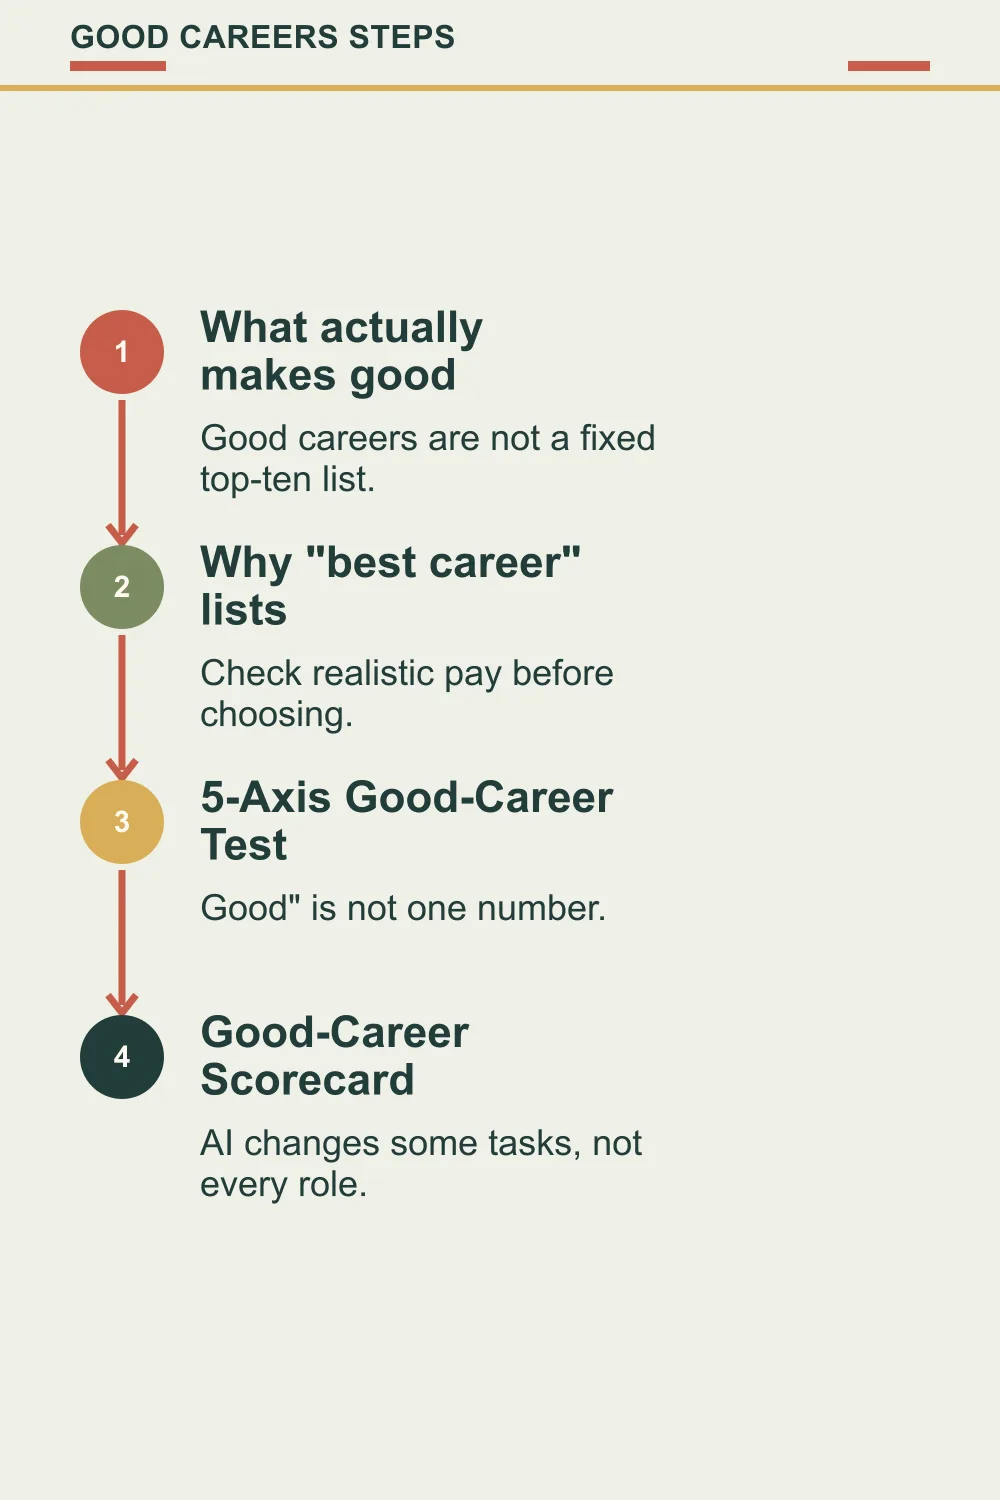 GOOD CAREERS STEPS
1
What actually
makes good
Good careers are not a fixed
top-ten list.
2
Why "best career"
lists
Check realistic pay before
choosing.
3
5-Axis Good-Career
Test
Good" is not one number.
4
Good-Career
Scorecard
AI changes some tasks, not
every role.